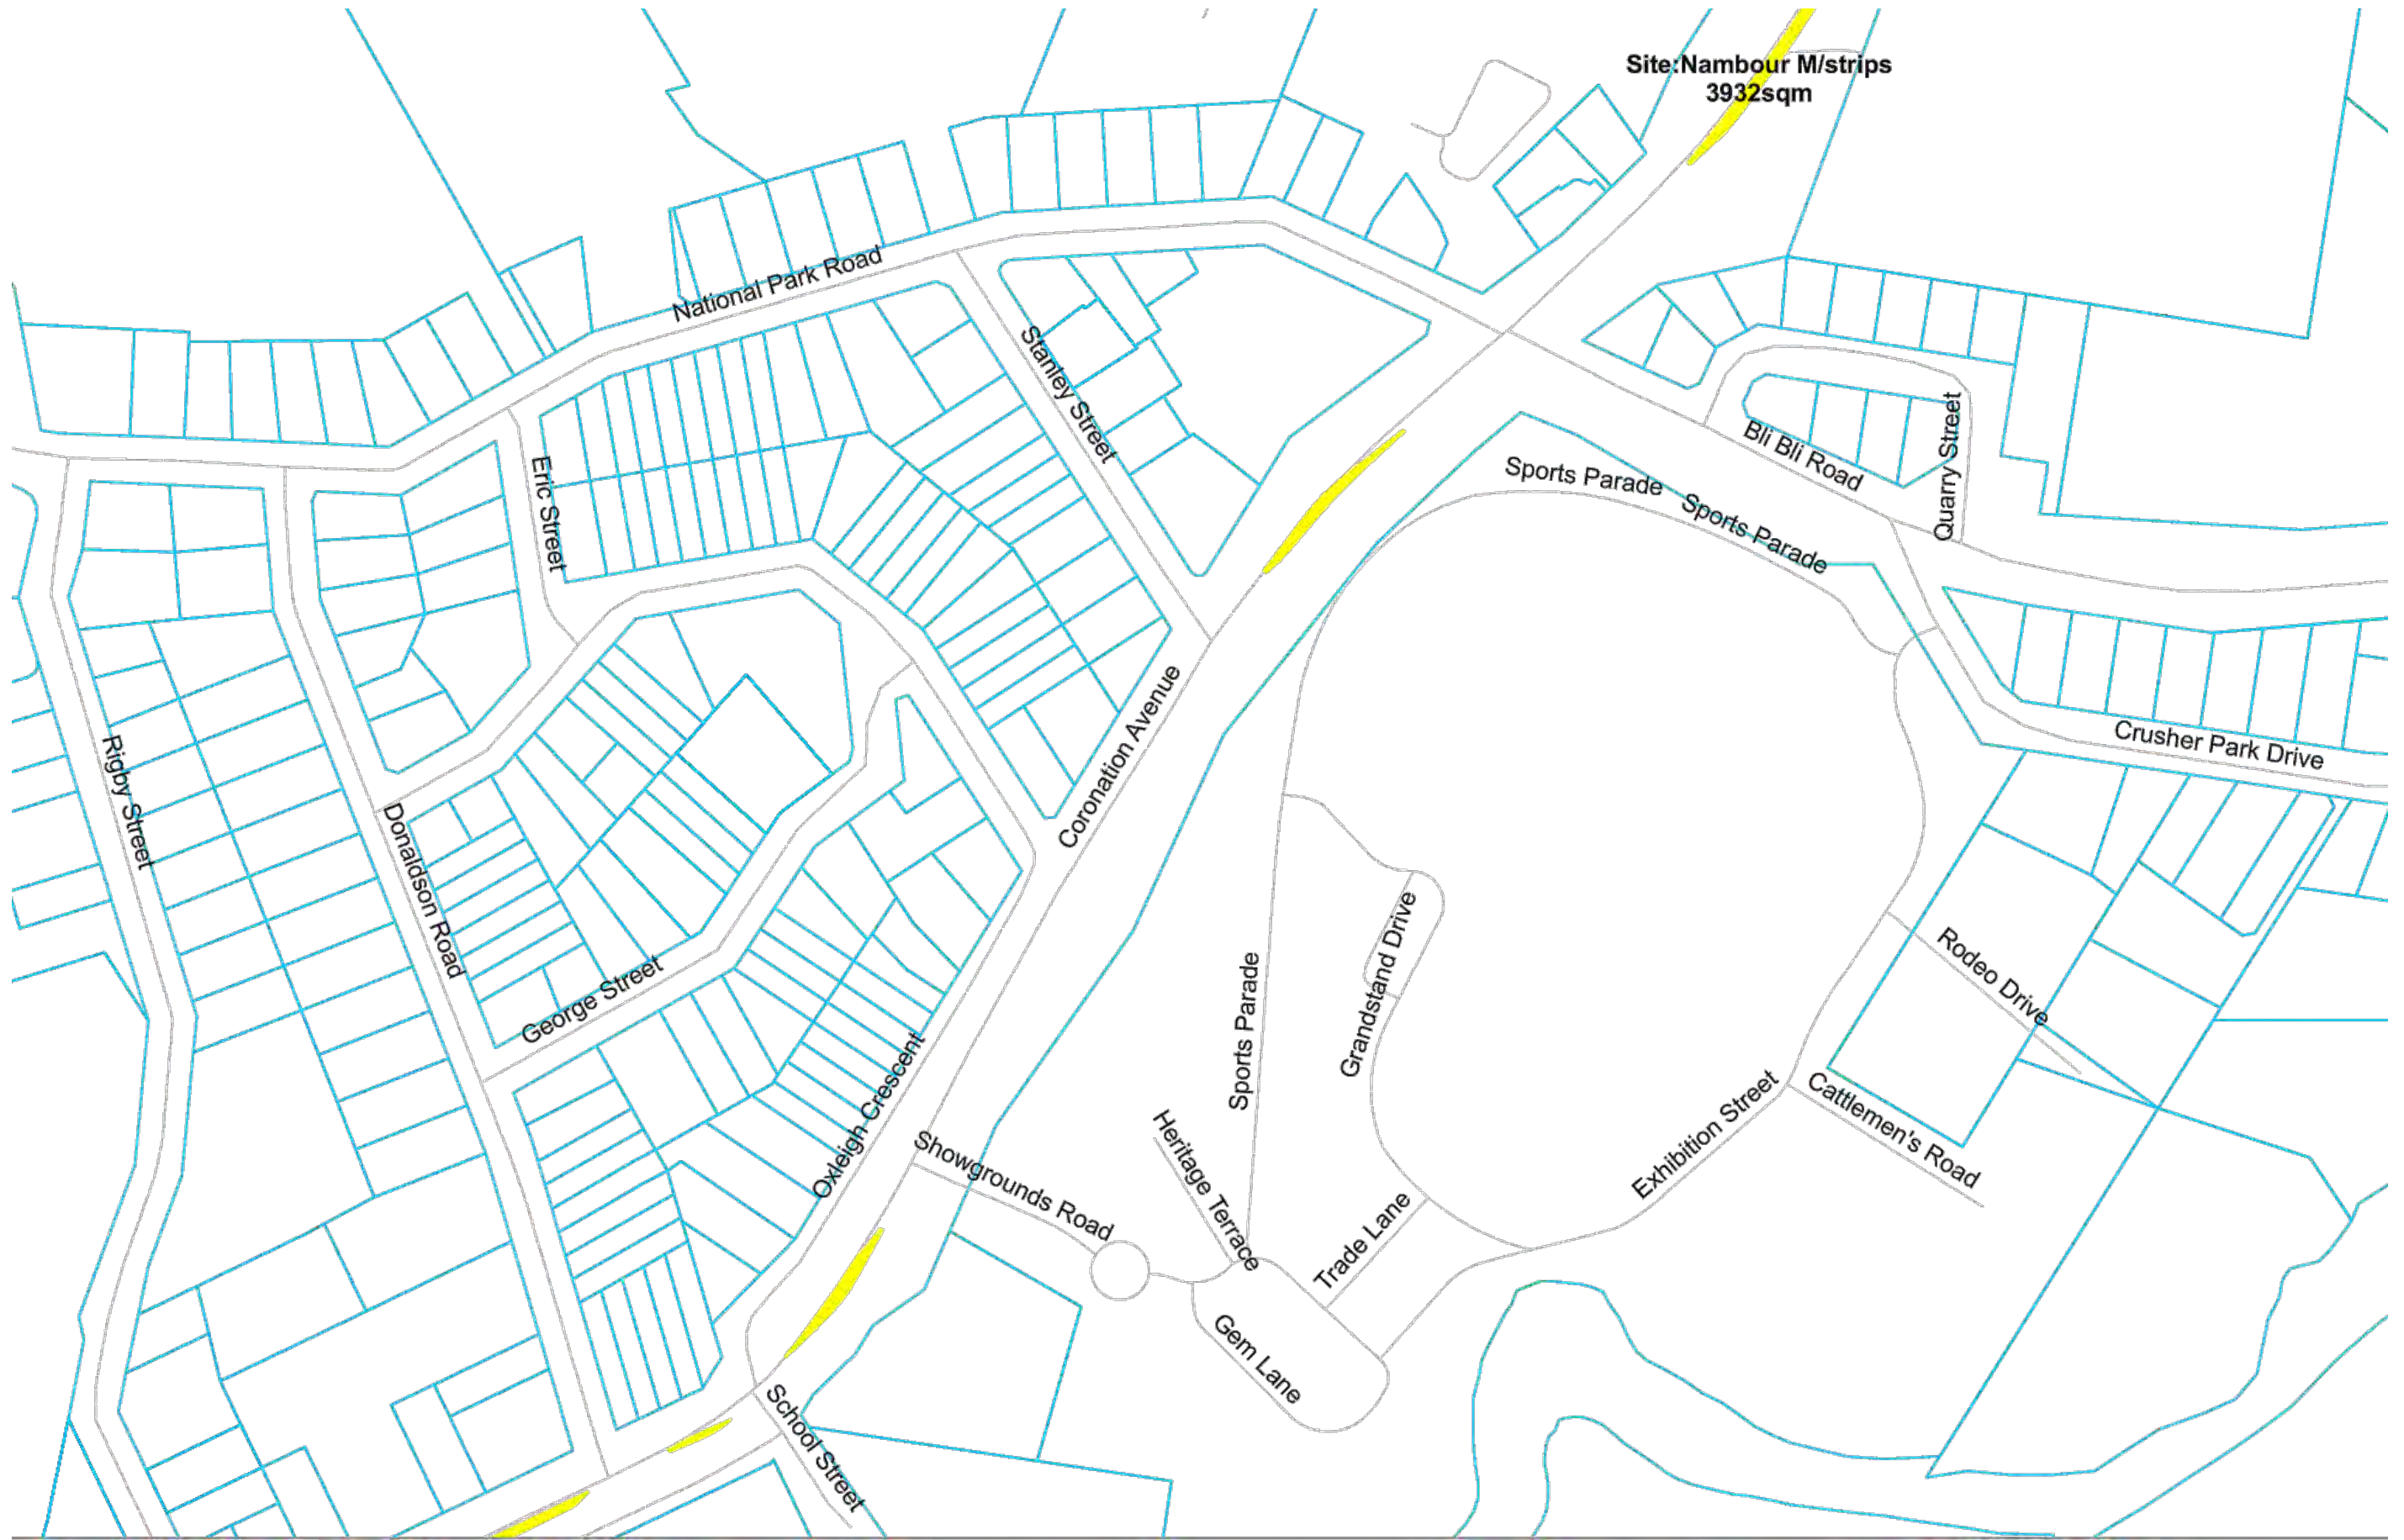 Site:Nambour M/strips
3932sqm
National Park Road
Stanley Street
Eric Street
Sports Parade
Sports Parade
Bli Bli Road
Quarry Street
Coronation Avenue
Crusher Park Drive
Rigby Street
Donaldson Road
George Street
Grandstand Drive
Sports Parade
Rodeo Drive
Oxleigh Crescent
Showgrounds Road
Heritage Terrace
Exhibition Street
Cattlemen's Road
Trade Lane
Gem Lane
School Street